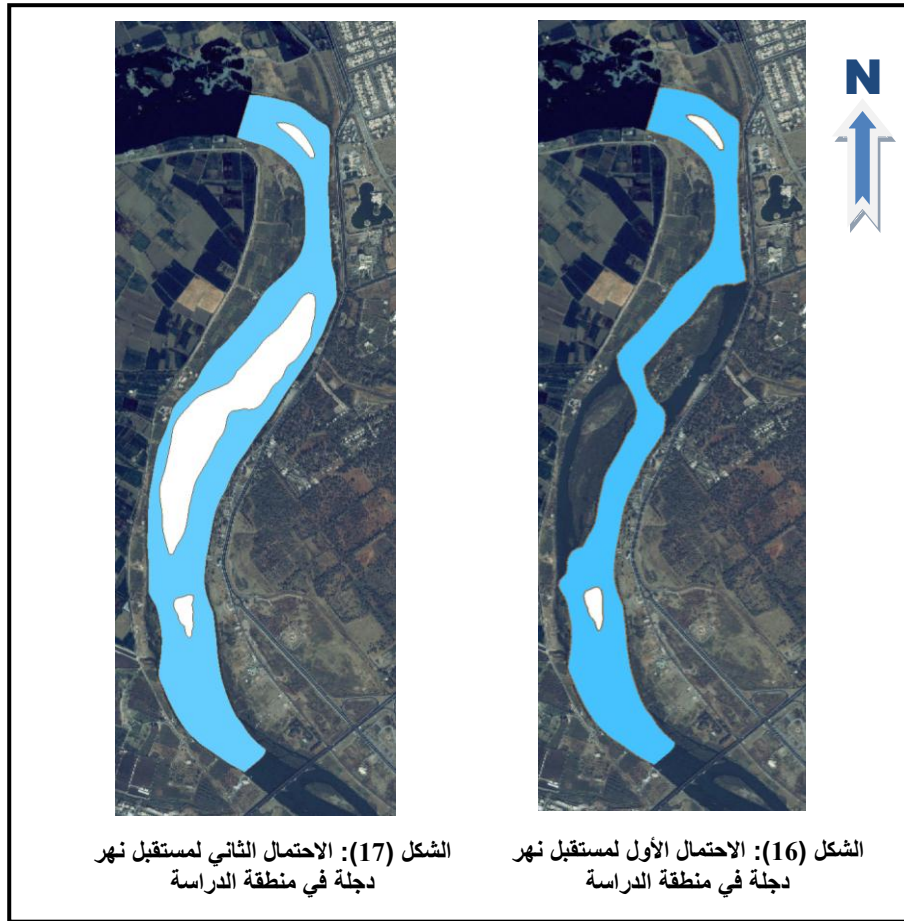 N
الشكل (16): الاحتمال الأول لمستقبل نهر
دجلة في منطقة الدراسة
الشكل (17): الاحتمال الثاني لمستقبل نهر
دجلة في منطقة الدراسة